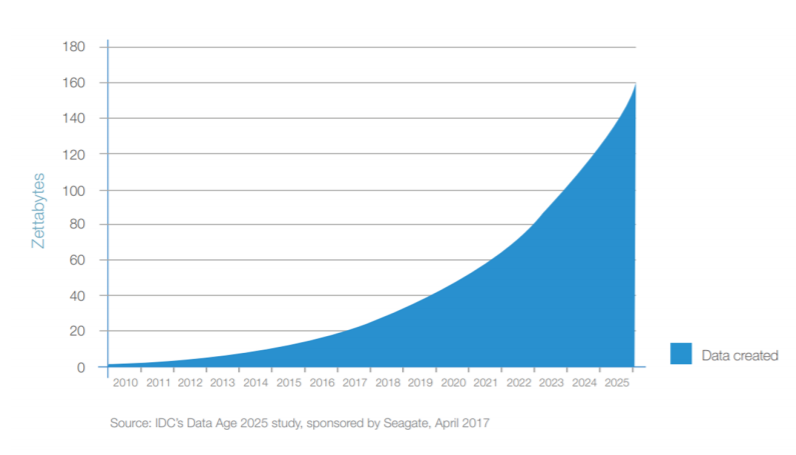 180
160
140
120
100
80
60
40
20
0
Zettabytes
2010 2011 2012 2013 2014 2015 2016 2017 2018 2019 2020 2021 2022 2023 2024 2025
Data created
Source: IDC's Data Age 2025 study, sponsored by Seagate, April 2017